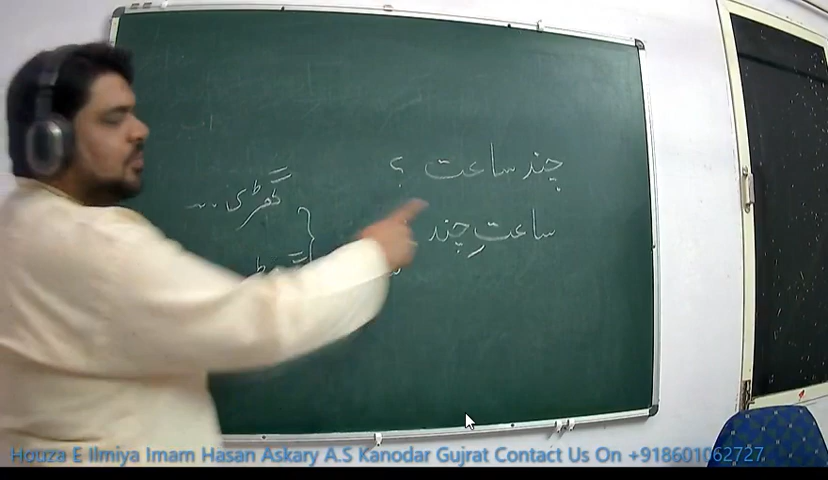 چند ساعت ؟
ساعتِ چند
گھڑی ...
Houza E Ilmiya Imam Hasan Askary A.S Kanodar Gujrat Contact Us On +918601062727